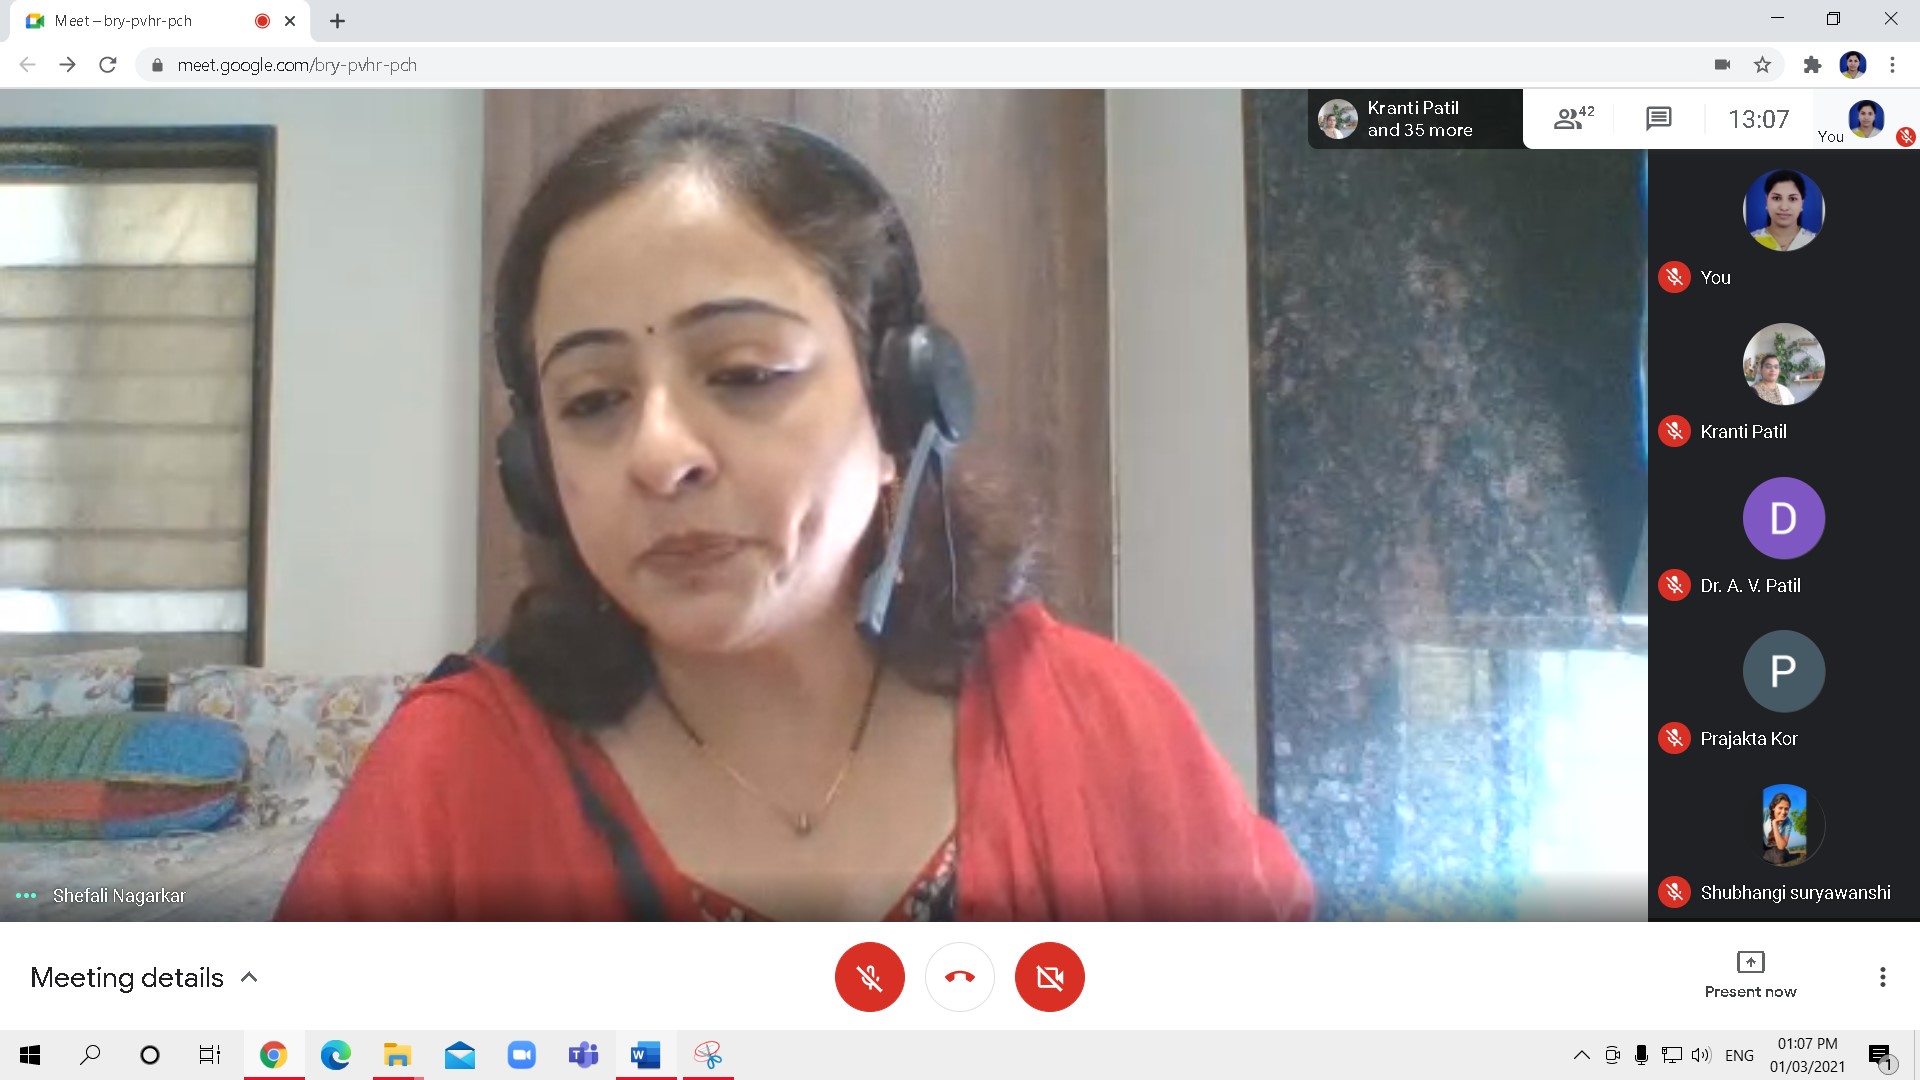 Meet – bry-pvhr-pch
meet.google.com/bry-pvhr-pch
Kranti Patil
and 35 more
42
13:07
You
You
Kranti Patil
D
Dr. A. V. Patil
P
Prajakta Kor
Shubhangi suryawanshi
Shefali Nagarkar
Meeting details
Present now
ENG
01:07 PM
01/03/2021
1